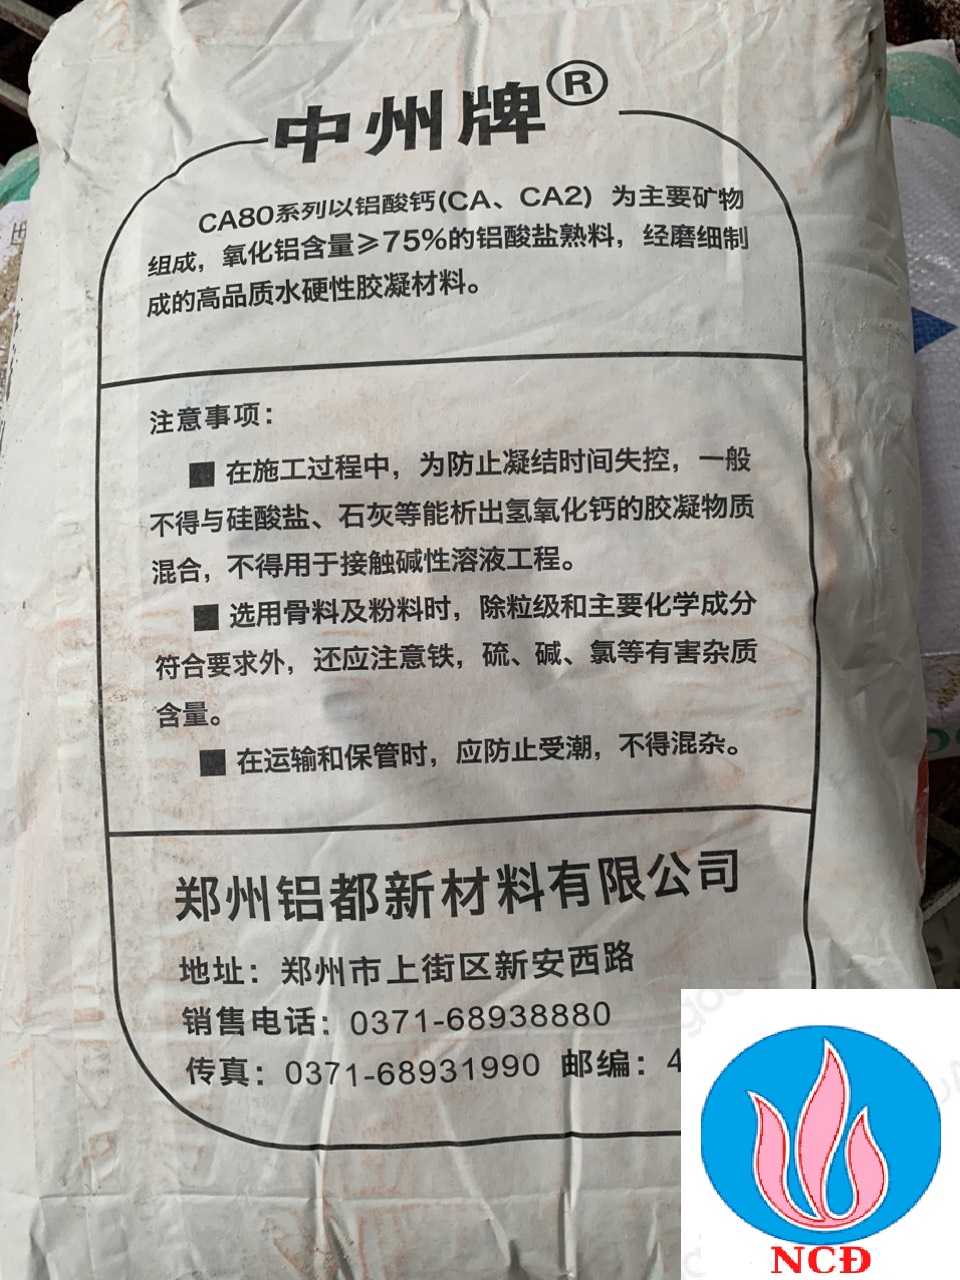 中州牌®
CA80系列以铝酸钙(CA、CA2) 为主要矿物
组成，氧化铝含量≥75%的铝酸盐熟料，经磨细制
成的高品质水硬性胶凝材料。
注意事项：
■ 在施工过程中，为防止凝结时间失控，一般
不得与硅酸盐、石灰等能析出氢氧化钙的胶凝物质
混合，不得用于接触碱性溶液工程。
■ 选用骨料及粉料时，除粒级和主要化学成分
符合要求外，还应注意铁，硫、碱、氯等有害杂质
含量。
■ 在运输和保管时，应防止受潮，不得混杂。
郑州铝都新材料有限公司
地址：郑州市上街区新安西路
销售电话：0371-68938880
传真：0371-68931990 邮编：4
NCĐ